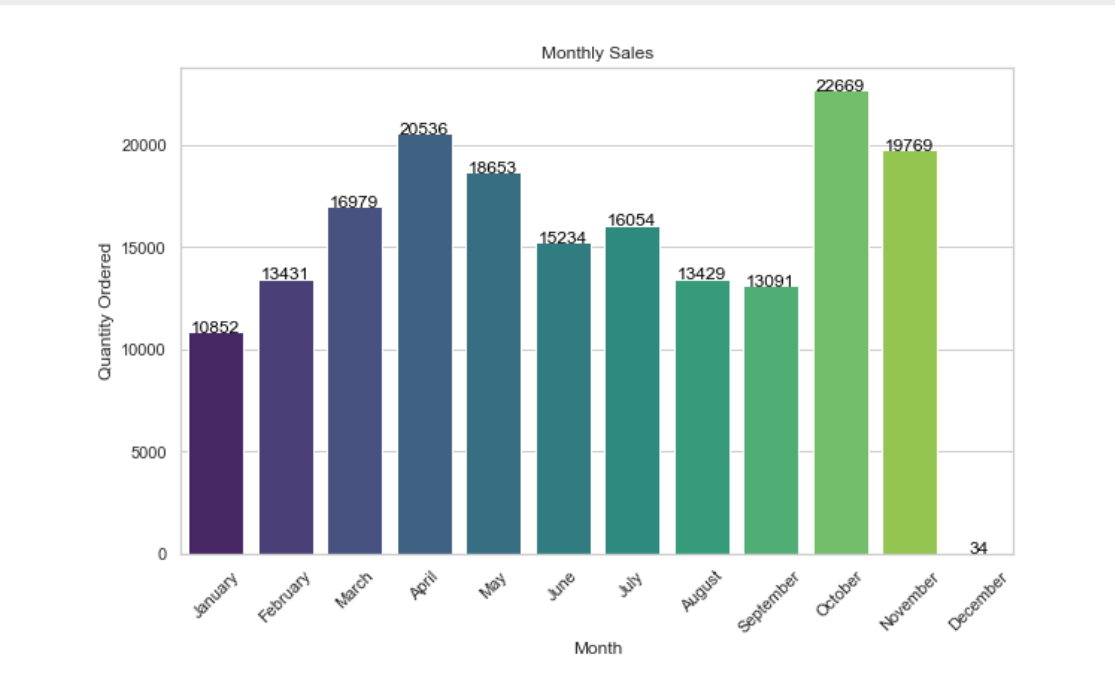 Monthly Sales
Quantity Ordered
20000
15000
10000
5000
0
10852
13431
16979
20536
18653
15234
16054
13429
13091
22669
19769
34
January
February
March
April
May
June
July
August
September
October
November
December
Month